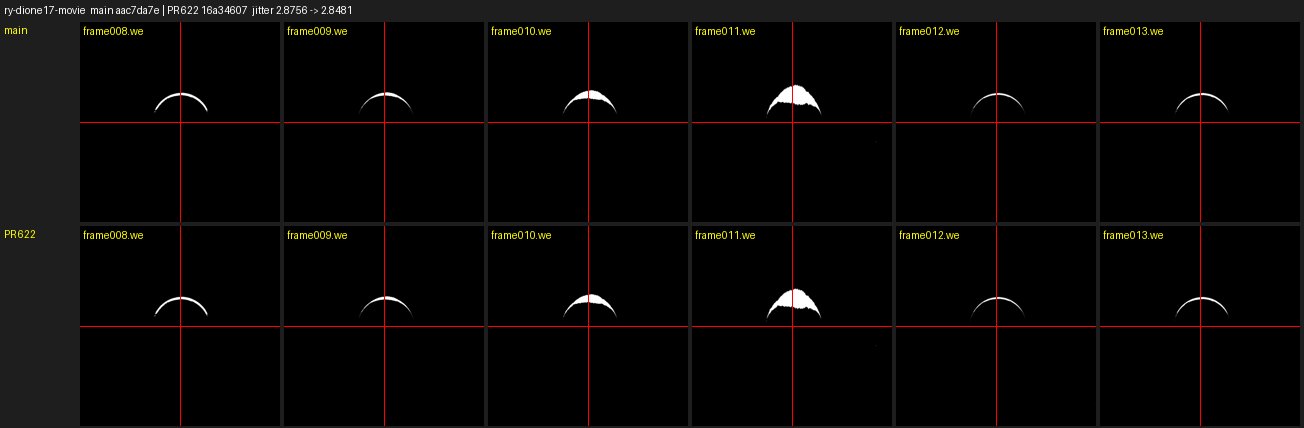 ry-dione17-movie main aac7da7e | PR622 16a34607 jitter 2.8756 -> 2.8481
main frame008.we frame009.we frame010.we frame011.we frame012.we frame013.we
PR622 frame008.we frame009.we frame010.we frame011.we frame012.we frame013.we